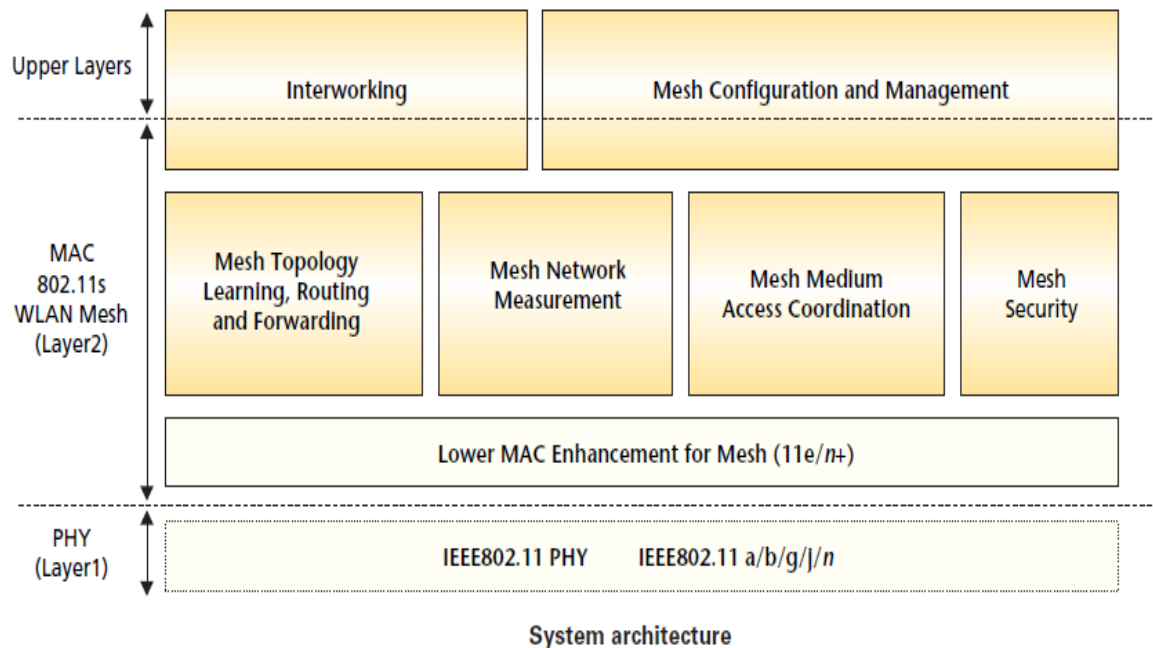 Upper Layers
Interworking
Mesh Configuration and Management
MAC
802.11s
WLAN Mesh
(Layer2)
Mesh Topology
Learning, Routing
and Forwarding
Mesh Network
Measurement
Mesh Medium
Access Coordination
Mesh
Security
Lower MAC Enhancement for Mesh (11e/n+)
PHY
(Layer1)
IEEE802.11 PHY IEEE802.11 a/b/g/j/n
System architecture